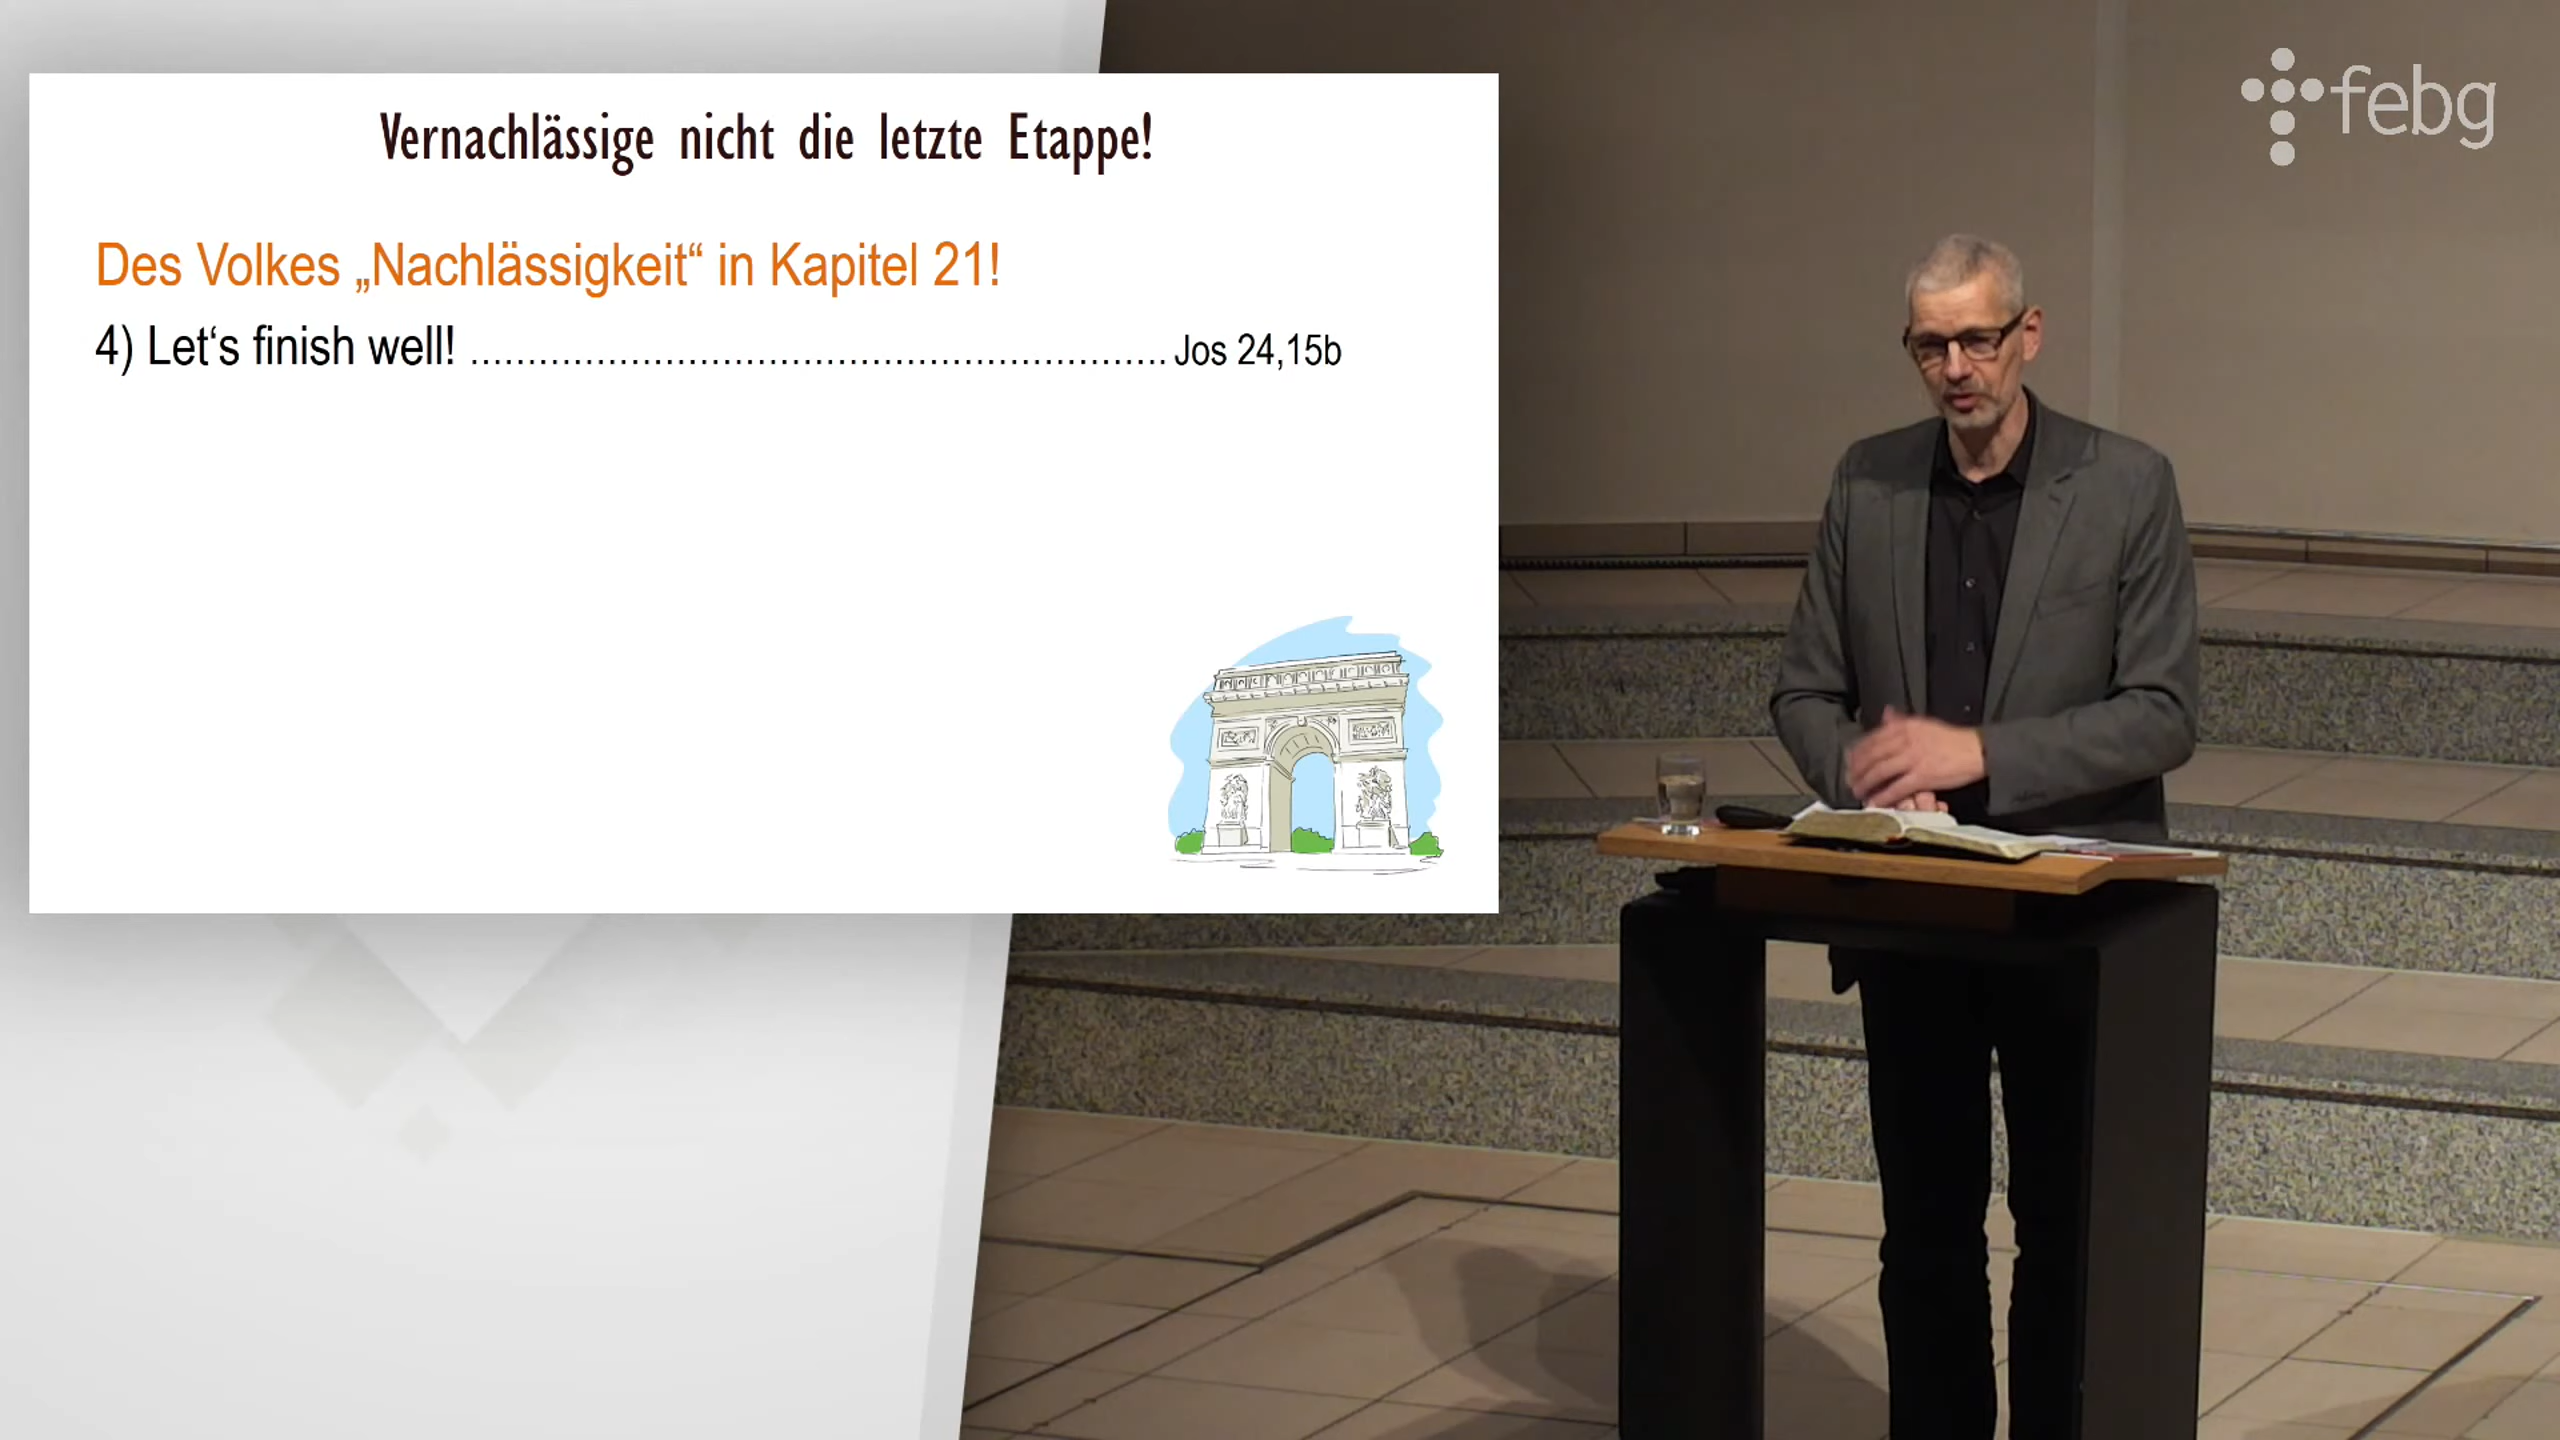 Vernachlässige nicht die letzte Etappe!
Des Volkes „Nachlässigkeit“ in Kapitel 21!
4) Let‘s finish well! ............................................................... Jos 24,15b
febg